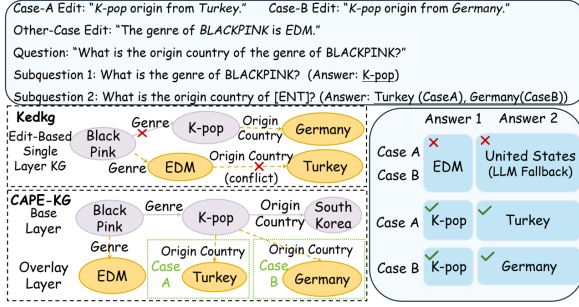 Case-A Edit: "K-pop origin from Turkey."    Case-B Edit: "K-pop origin from Germany."
Other-Case Edit: "The genre of BLACKPINK is EDM."
Question: "What is the origin country of the genre of BLACKPINK?"
Subquestion 1: What is the genre of BLACKPINK? (Answer: K-pop)
Subquestion 2: What is the origin country of [ENT]? (Answer: Turkey (CaseA), Germany(CaseB))
Kedkg
Edit-Based
Single
Layer KG
Black
Pink
Genre
K-pop
Origin
Country
Germany
Genre
EDM
Origin Country
(conflict)
Turkey
CAPE-KG
Base
Layer
Black
Pink
Genre
K-pop
Origin
Country
South
Korea
Genre
Origin Country
Origin Country
Overlay
Layer
EDM
Case
A
Turkey
Case
B
Germany
Answer 1
Answer 2
Case A
Case B
EDM
United States
(LLM Fallback)
Case A
K-pop
Turkey
Case B
K-pop
Germany